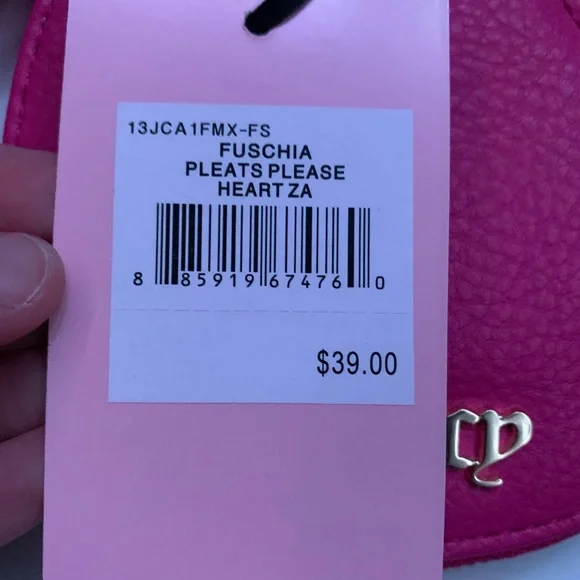 13JCA1FMX-FS
FUSCHIA
PLEATS PLEASE
HEART ZA
8 85919 67476 0
$39.00